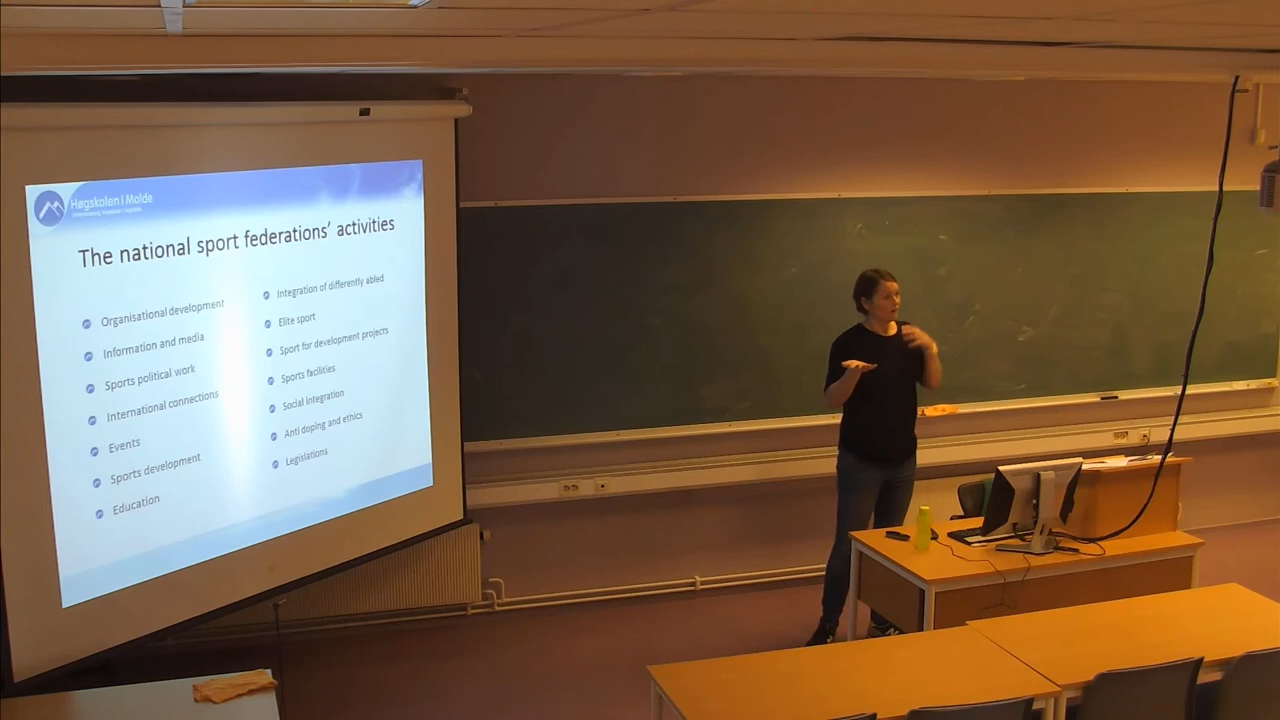 Høgskolen i Molde
The national sport federations' activities
Organisational development
Information and media
Sports political work
International connections
Events
Sports development
Education
Integration of differently abled
Elite sport
Sport for development projects
Sports facilities
Social Integration
Anti doping and ethics
Legislations